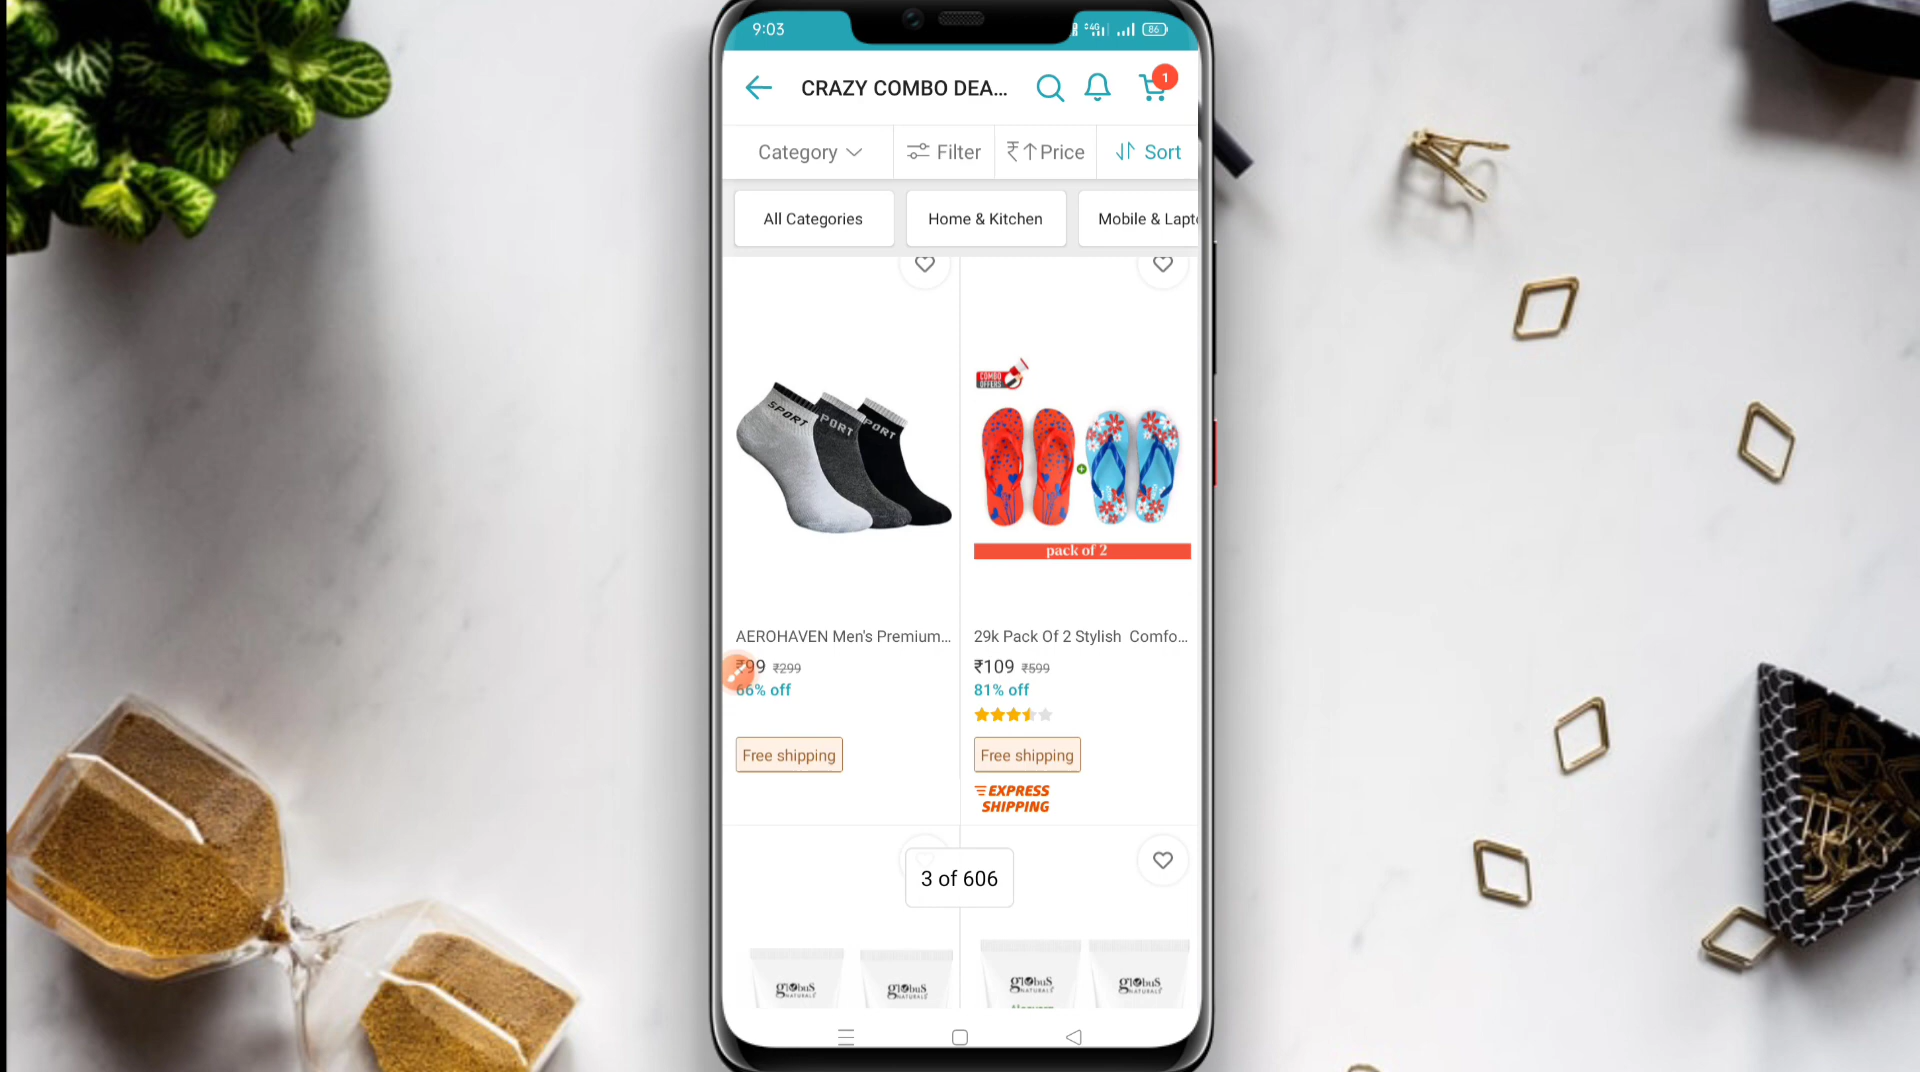 9:03
4G
86
CRAZY COMBO DEA...
1
Category
Filter
₹↑Price
Sort
All Categories
Home & Kitchen
Mobile & Lapt
SPORT
PORT
PORT
COMBO
OFFERS
pack of 2
AEROHAVEN Men's Premium...
29k Pack Of 2 Stylish Comfo...
₹99 ₹299
₹109 ₹599
66% off
81% off
Free shipping
Free shipping
EXPRESS
SHIPPING
3 of 606
globus
NATURALS
globus
NATURALS
globus
NATURALS
globus
NATURALS